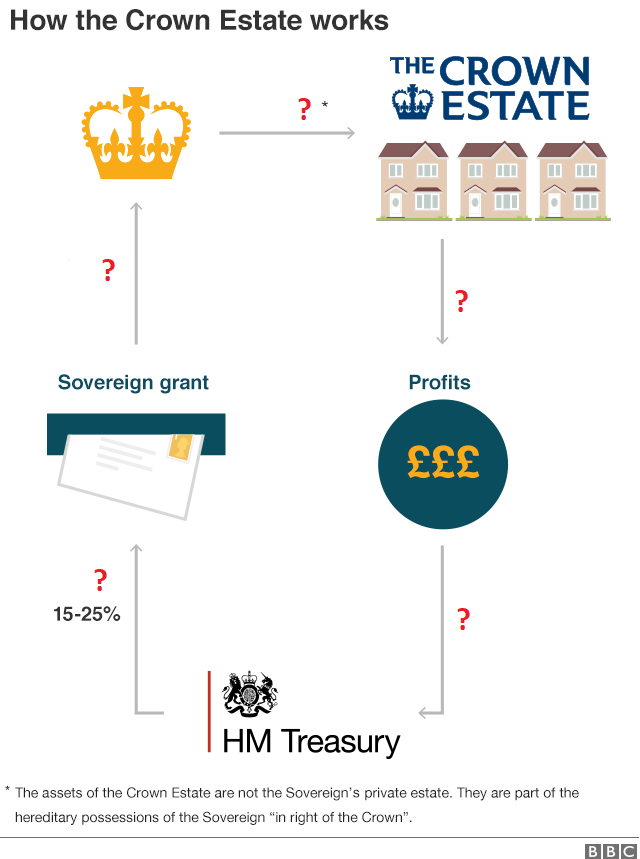 How the Crown Estate works
THE CROWN
ESTATE
? *
?
?
Sovereign grant
Profits
£££
?
15-25%
?
HM Treasury
* The assets of the Crown Estate are not the Sovereign's private estate. They are part of the
hereditary possessions of the Sovereign “in right of the Crown”.
BBC